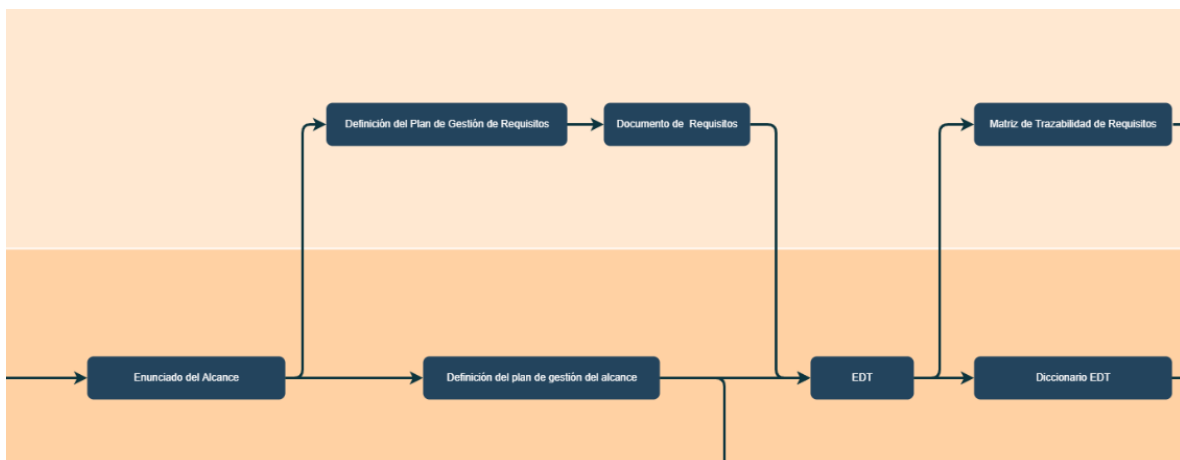 Definición del Plan de Gestión de Requisitos
Documento de Requisitos
Matriz de Trazabilidad de Requisitos
Enunciado del Alcance
Definición del plan de gestión del alcance
EDT
Diccionario EDT